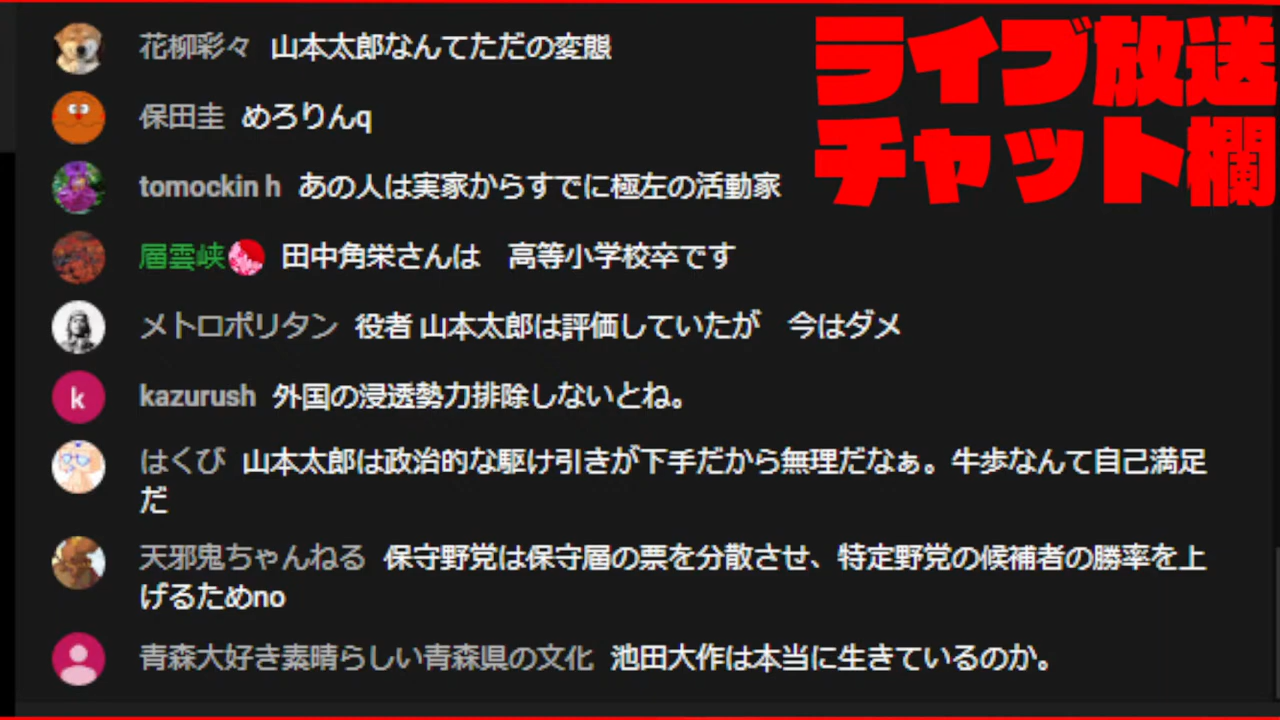 ライブ放送
チャット欄
花柳彩々 山本太郎なんてただの変態
保田圭 めろりんq
tomockin h あの人は実家からすでに極左の活動家
層雲峡 田中角栄さんは 高等小学校卒です
メトロポリタン 役者 山本太郎は評価していたが 今はダメ
kazurush 外国の浸透勢力排除しないとね。
はくび 山本太郎は政治的な駆け引きが下手だから無理だなぁ。牛歩なんて自己満足
だ
天邪鬼ちゃんねる 保守野党は保守層の票を分散させ、特定野党の候補者の勝率を上
げるためno
青森大好き素晴らしい青森県の文化 池田大作は本当に生きているのか。
k